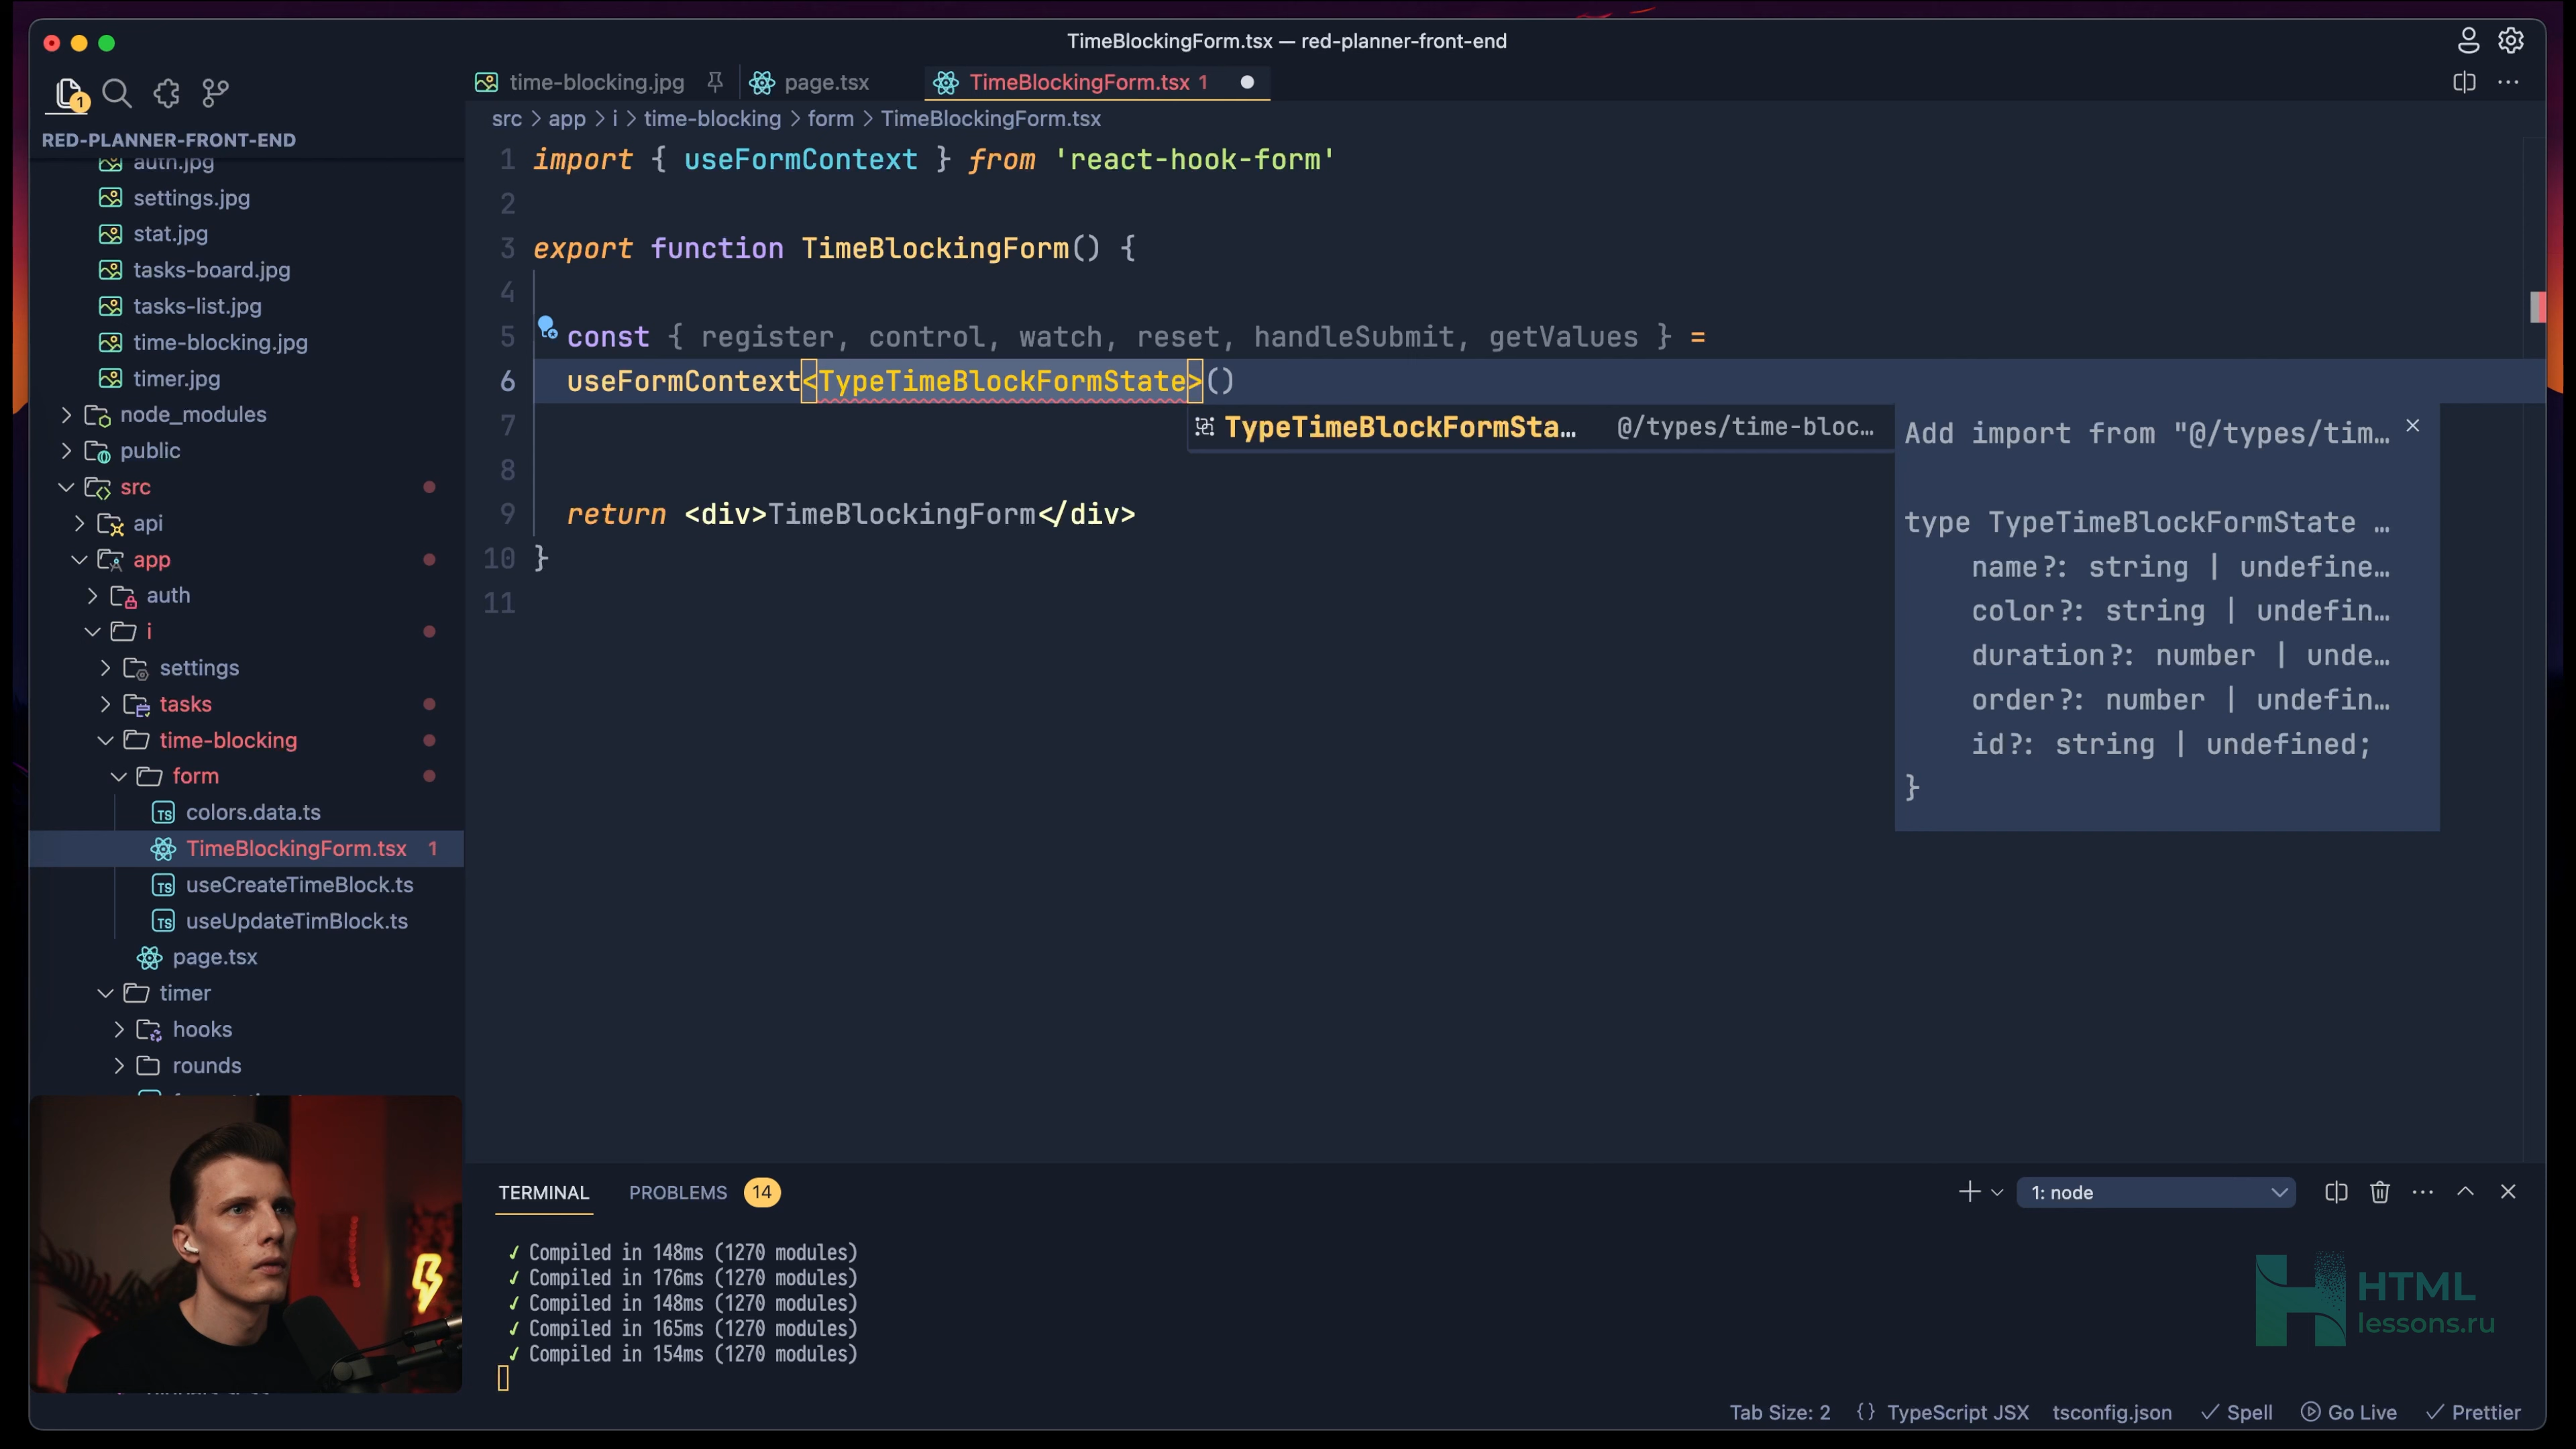 TimeBlockingForm.tsx — red-planner-front-end
1
time-blocking.jpg
page.tsx
TimeBlockingForm.tsx 1
RED-PLANNER-FRONT-END
src > app > i > time-blocking > form > TimeBlockingForm.tsx
auth.jpg
settings.jpg
stat.jpg
tasks-board.jpg
tasks-list.jpg
time-blocking.jpg
timer.jpg
node_modules
public
src
api
app
auth
i
settings
tasks
time-blocking
form
colors.data.ts
TimeBlockingForm.tsx 1
useCreateTimeBlock.ts
useUpdateTimBlock.ts
page.tsx
timer
hooks
rounds
1 import { useFormContext } from 'react-hook-form'
2
3 export function TimeBlockingForm() {
4
5 const { register, control, watch, reset, handleSubmit, getValues } =
6 useFormContext<TypeTimeBlockFormState>()
7
8
9 return <div>TimeBlockingForm</div>
10 }
11
TypeTimeBlockFormSta… @/types/time-bloc…
Add import from "@/types/tim…
type TypeTimeBlockFormState …
name?: string | undefine…
color?: string | undefin…
duration?: number | unde…
order?: number | undefin…
id?: string | undefined;
}
TERMINAL
PROBLEMS 14
1: node
✓ Compiled in 148ms (1270 modules)
✓ Compiled in 176ms (1270 modules)
✓ Compiled in 148ms (1270 modules)
✓ Compiled in 165ms (1270 modules)
✓ Compiled in 154ms (1270 modules)
HTML
lessons.ru
Tab Size: 2 {} TypeScript JSX tsconfig.json ✓ Spell Go Live ✓ Prettier